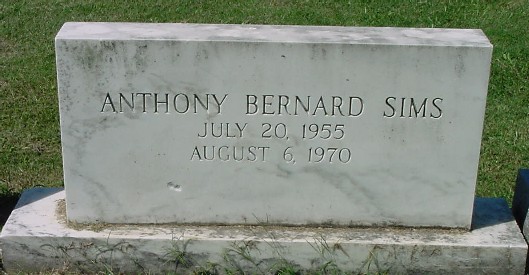 ANTHONY BERNARD SIMS
JULY 20, 1955
AUGUST 6, 1970